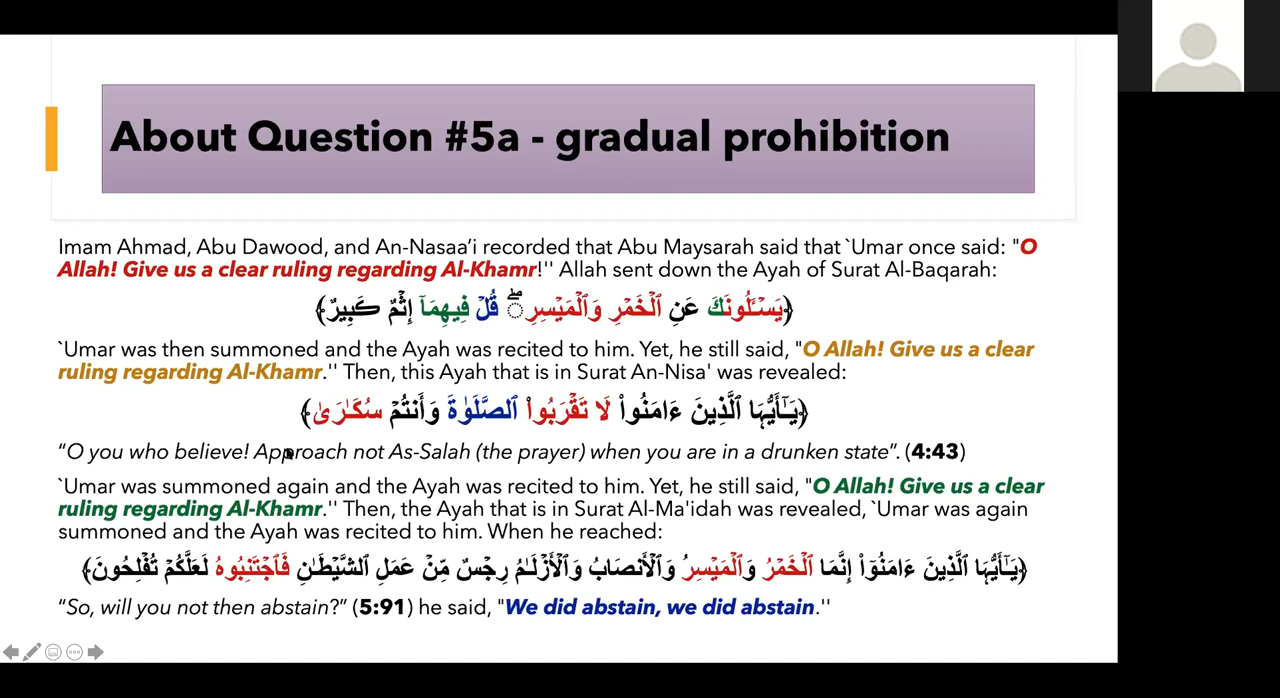 About Question #5a - gradual prohibition
Imam Ahmad, Abu Dawood, and An-Nasaa’i recorded that Abu Maysarah said that `Umar once said: "O
Allah! Give us a clear ruling regarding Al-Khamr!'' Allah sent down the Ayah of Surat Al-Baqarah:
﴿يَسْـَٔلُونَكَ عَنِ ٱلْخَمْرِ وَٱلْمَيْسِرِ ۖ قُلْ فِيهِمَآ إِثْمٌ كَبِيرٌ﴾
`Umar was then summoned and the Ayah was recited to him. Yet, he still said, "O Allah! Give us a clear
ruling regarding Al-Khamr.'' Then, this Ayah that is in Surat An-Nisa' was revealed:
﴿يَـٰٓأَيُّهَا ٱلَّذِينَ ءَامَنُوا۟ لَا تَقْرَبُوا۟ ٱلصَّلَوٰةَ وَأَنتُمْ سُكَـٰرَىٰ﴾
“O you who believe! Approach not As-Salah (the prayer) when you are in a drunken state”. (4:43)
`Umar was summoned again and the Ayah was recited to him. Yet, he still said, "O Allah! Give us a clear
ruling regarding Al-Khamr.'' Then, the Ayah that is in Surat Al-Ma'idah was revealed, `Umar was again
summoned and the Ayah was recited to him. When he reached:
﴿يَـٰٓأَيُّهَا ٱلَّذِينَ ءَامَنُوٓا۟ إِنَّمَا ٱلْخَمْرُ وَٱلْمَيْسِرُ وَٱلْأَنصَابُ وَٱلْأَزْلَـٰمُ رِجْسٌ مِّنْ عَمَلِ ٱلشَّيْطَـٰنِ فَٱجْتَنِبُوهُ لَعَلَّكُمْ تُفْلِحُونَ﴾
“So, will you not then abstain?” (5:91) he said, "We did abstain, we did abstain.''